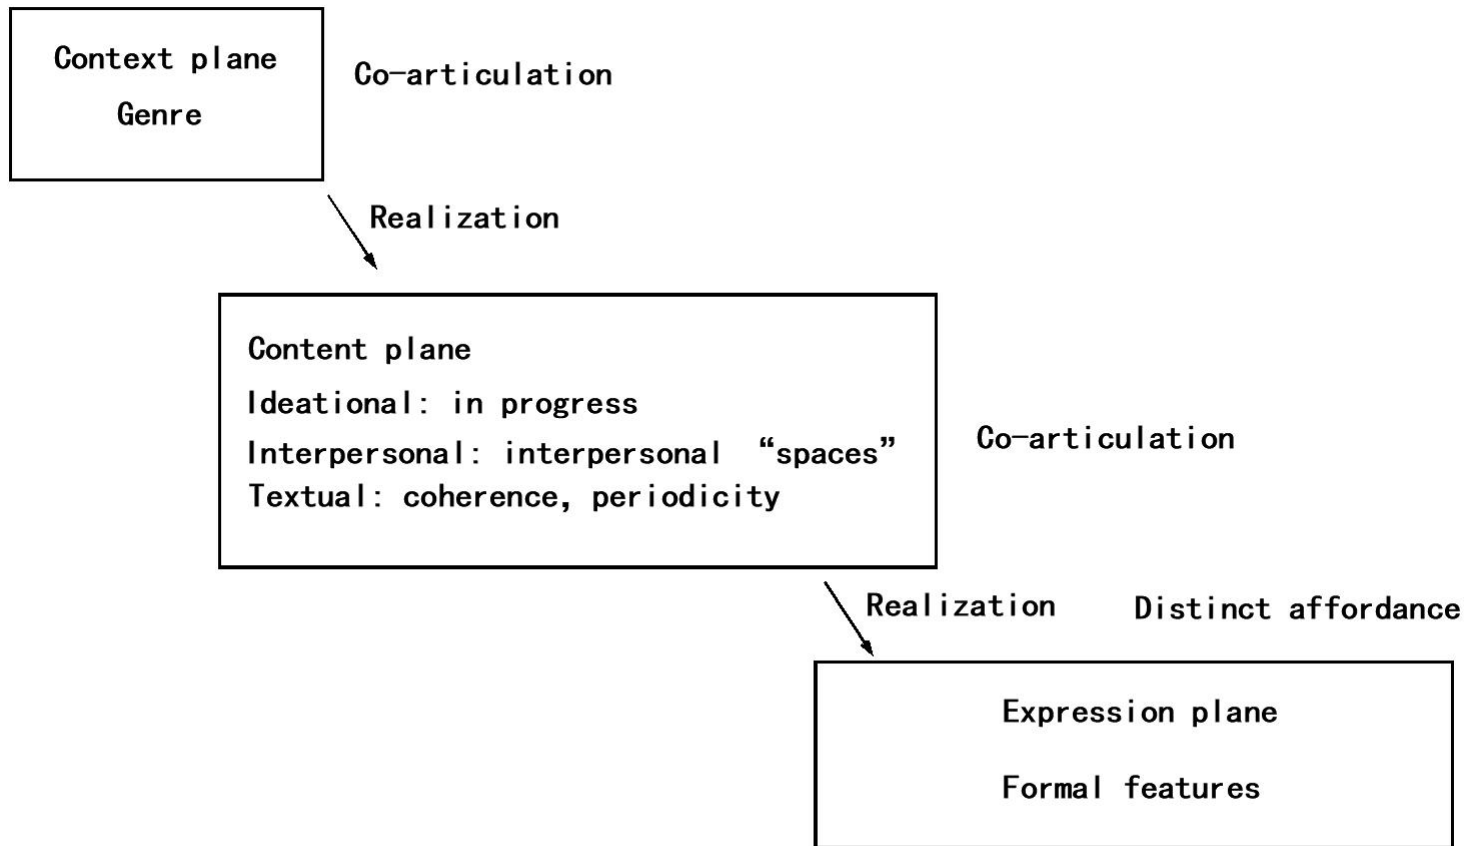 Context plane
Genre
Co-articulation
Realization
Content plane
Ideational: in progress
Interpersonal: interpersonal “spaces”
Textual: coherence, periodicity
Co-articulation
Realization
Distinct affordance
Expression plane
Formal features